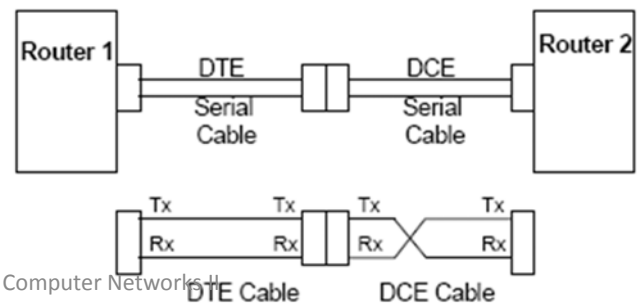 Router 1
DTE
Serial
Cable
DCE
Serial
Cable
Router 2
Tx Tx Tx Tx
Rx Rx Rx Rx
Computer Networks II
DTE Cable DCE Cable